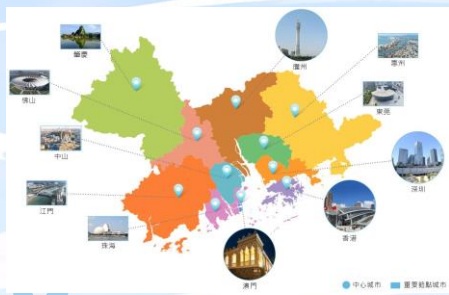 肇慶
廣州
惠州
佛山
東莞
中山
深圳
江門
珠海
香港
澳門
中心城市
重要節點城市